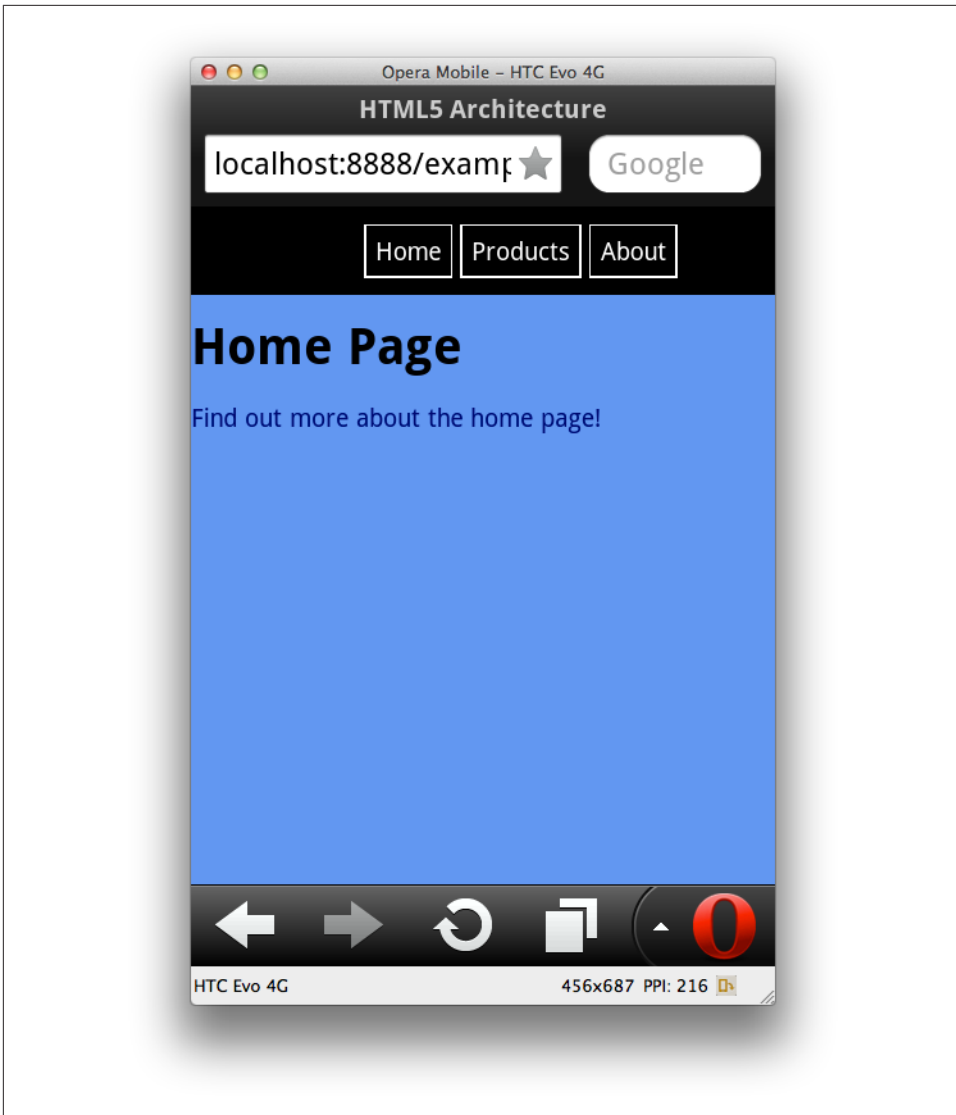 Opera Mobile – HTC Evo 4G
HTML5 Architecture
localhost:8888/examp Google
Home Products About
Home Page
Find out more about the home page!
HTC Evo 4G 456x687 PPI: 216